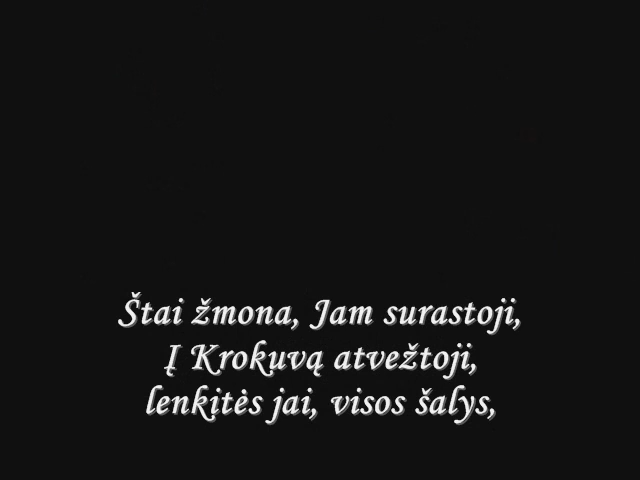 Štai žmona, Jam surastoji,
Į Krokuvą atvežtoji,
lenkitės jai, visos šalys,